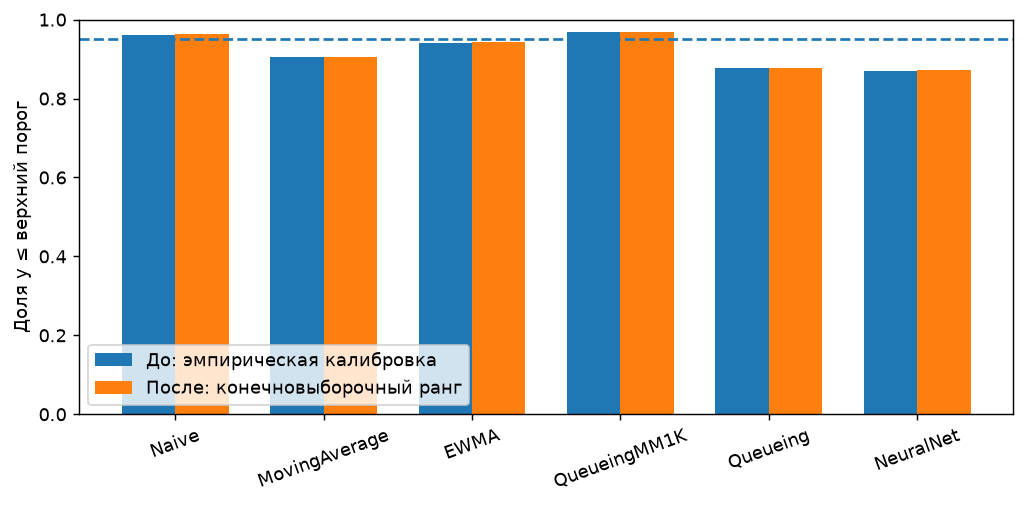 Доля y ≤ верхний порог
1.0
0.8
0.6
0.4
0.2
0.0
До: эмпирическая калибровка
После: конечновыборочный ранг
Naive
MovingAverage
EWMA
QueueingMM1K
Queueing
NeuralNet